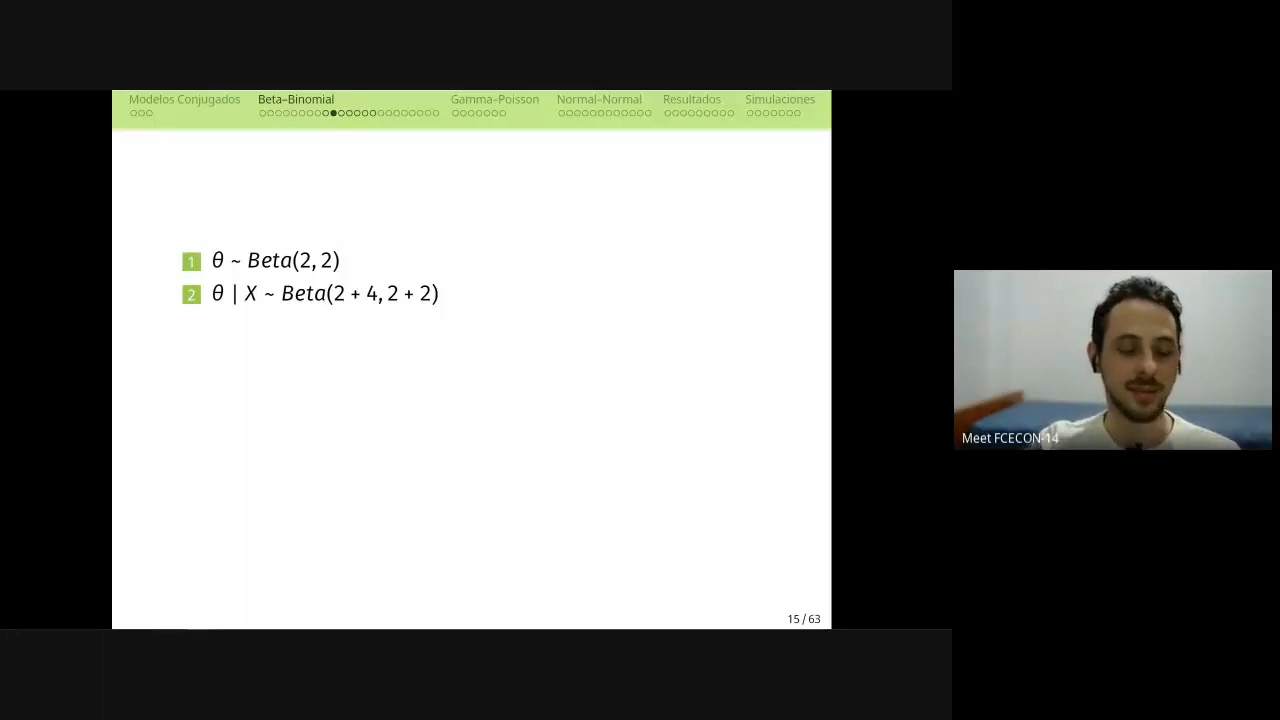 Modelos Conjugados Beta–Binomial Gamma–Poisson Normal–Normal Resultados Simulaciones
1 θ ~ Beta(2, 2)
2 θ | X ~ Beta(2 + 4, 2 + 2)
Meet FCECON-14
15 / 63